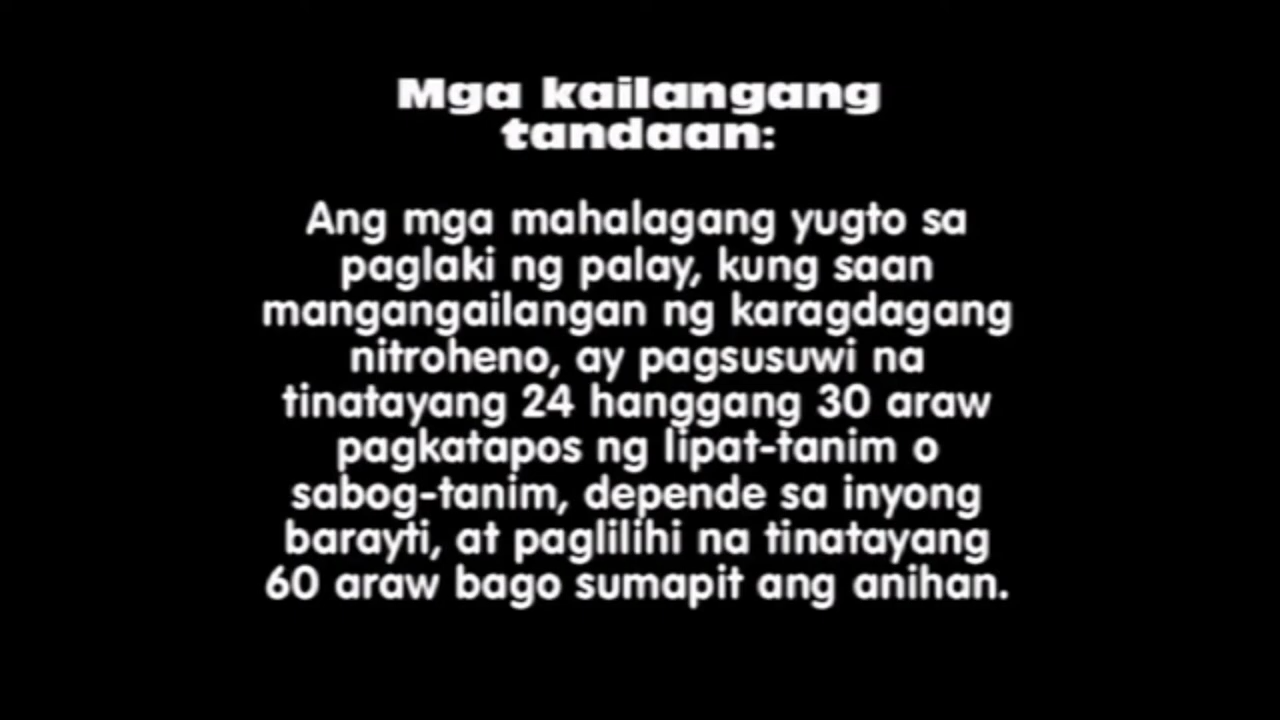 Mga kailangang
tandaan:
Ang mga mahalagang yugto sa
paglaki ng palay, kung saan
mangangailangan ng karagdagang
nitroheno, ay pagsusuwi na
tinatayang 24 hanggang 30 araw
pagkatapos ng lipat-tanim o
sabog-tanim, depende sa inyong
barayti, at paglilihi na tinatayang
60 araw bago sumapit ang anihan.